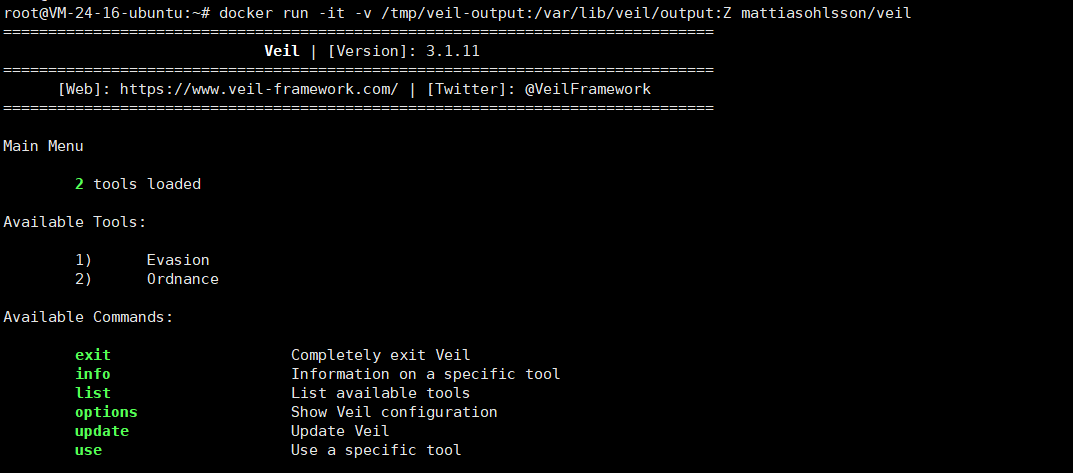 root@VM-24-16-ubuntu:~# docker run -it -v /tmp/veil-output:/var/lib/veil/output:Z mattiasohlsson/veil
===============================================================================
Veil | [Version]: 3.1.11
===============================================================================
[Web]: https://www.veil-framework.com/ | [Twitter]: @VeilFramework
===============================================================================
Main Menu
2 tools loaded
Available Tools:
1) Evasion
2) Ordnance
Available Commands:
exit Completely exit Veil
info Information on a specific tool
list List available tools
options Show Veil configuration
update Update Veil
use Use a specific tool